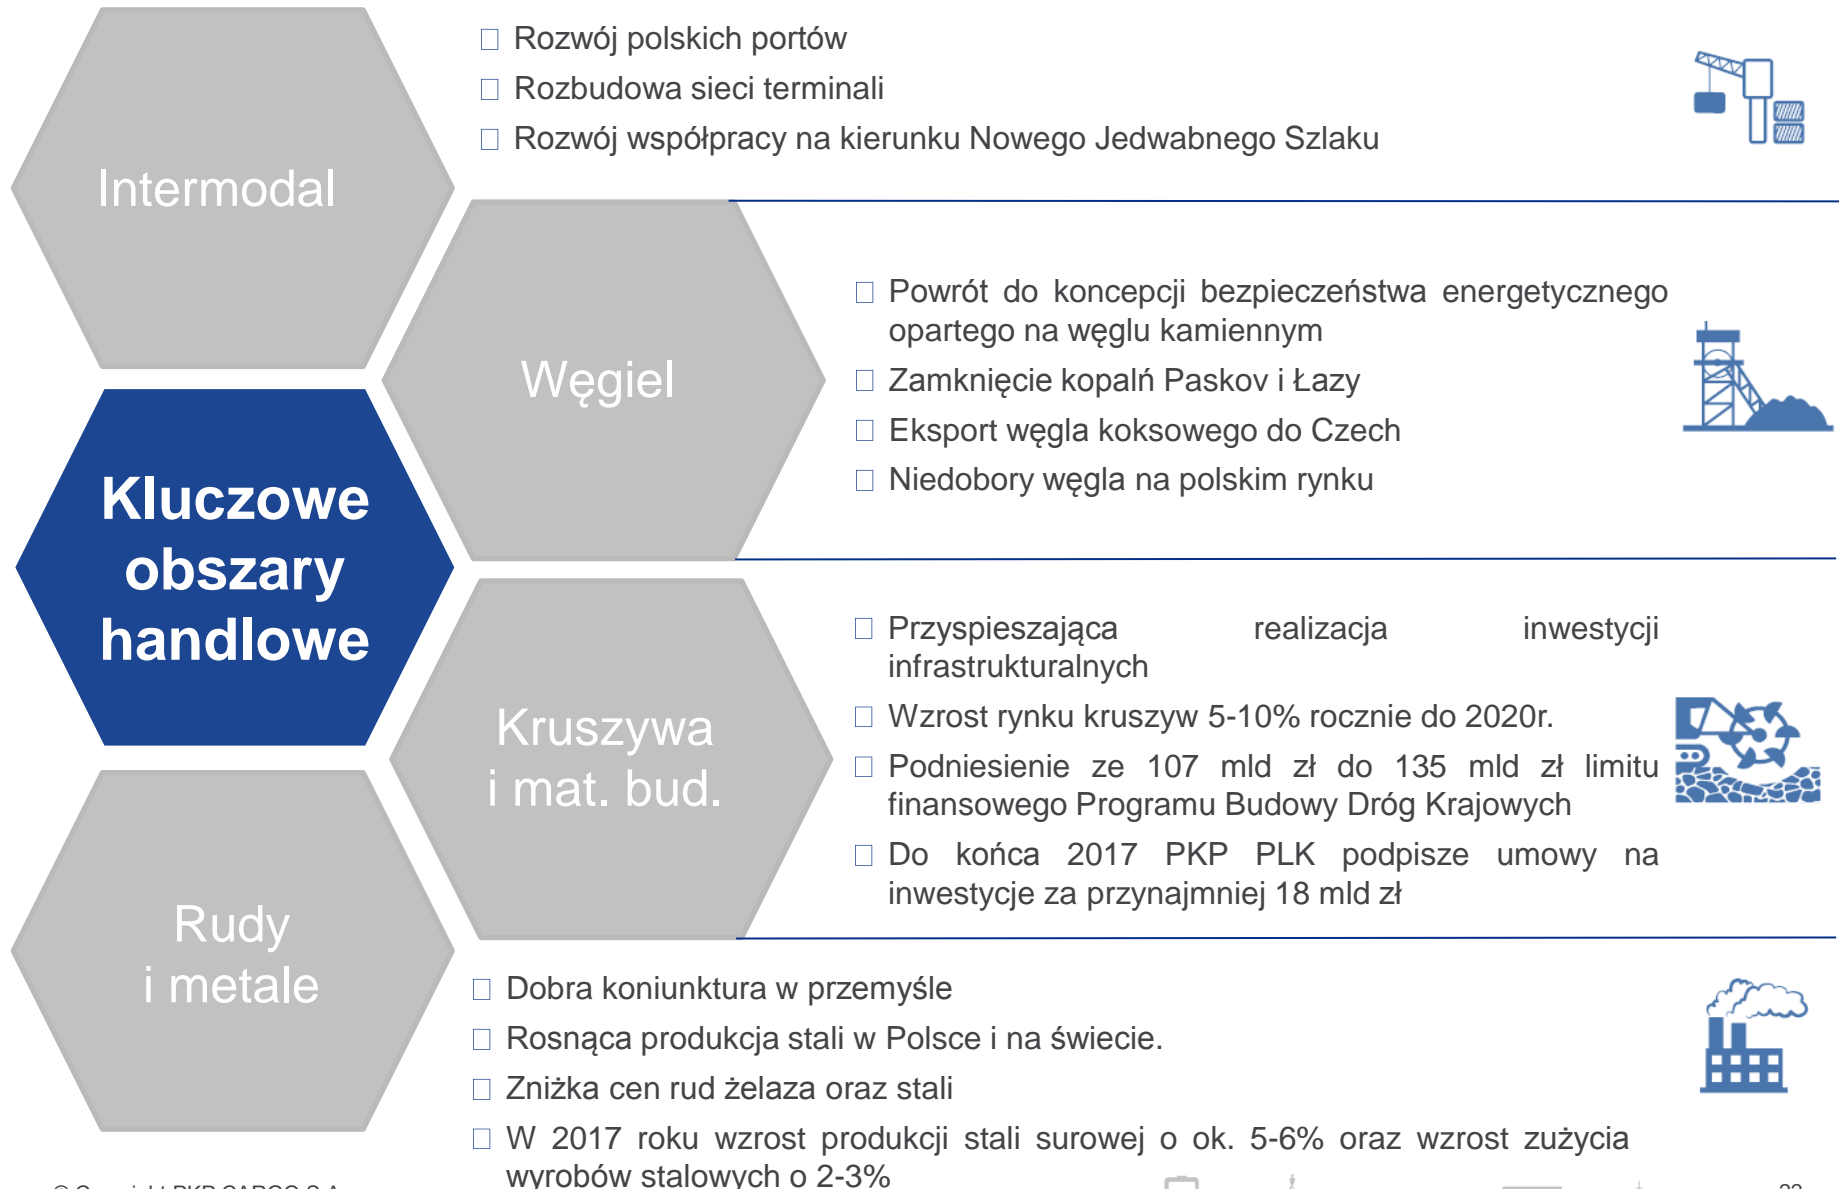 Rozwój polskich portów
Rozbudowa sieci terminali
Rozwój współpracy na kierunku Nowego Jedwabnego Szlaku
Intermodal
Powrót do koncepcji bezpieczeństwa energetycznego
opartego na węglu kamiennym
Zamknięcie kopalń Paskov i Łazy
Eksport węgla koksowego do Czech
Niedobory węgla na polskim rynku
Węgiel
Kluczowe
obszary
handlowe
Przyspieszająca realizacja inwestycji
infrastrukturalnych
Wzrost rynku kruszyw 5-10% rocznie do 2020r.
Podniesienie ze 107 mld zł do 135 mld zł limitu
finansowego Programu Budowy Dróg Krajowych
Do końca 2017 PKP PLK podpisze umowy na
inwestycje za przynajmniej 18 mld zł
Kruszywa
i mat. bud.
Rudy
i metale
Dobra koniunktura w przemyśle
Rosnąca produkcja stali w Polsce i na świecie.
Zniżka cen rud żelaza oraz stali
W 2017 roku wzrost produkcji stali surowej o ok. 5-6% oraz wzrost zużycia
wyrobów stalowych o 2-3%
© Copyright PKP CARGO S.A.